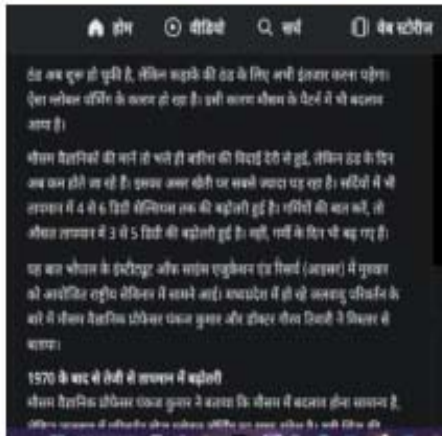 होम वीडियो सर्च वेब स्टोरीज
ठंड अब शुरू हो चुकी है, लेकिन कड़ाके की ठंड के लिए अभी इंतजार करना पड़ेगा।
ऐसा ग्लोबल वॉर्मिंग के कारण हो रहा है। इसी कारण मौसम के पैटर्न में भी बदलाव
आया है।
मौसम वैज्ञानिकों की मानें तो भले ही बारिश की विदाई देरी से हुई, लेकिन ठंड के दिन
अब कम होते जा रहे हैं। इसका असर खेती पर सबसे ज्यादा पड़ रहा है। सर्दियों में भी
तापमान में 4 से 6 डिग्री सेल्सियस तक की बढ़ोतरी हुई है। गर्मियों की बात करें, तो
औसत तापमान में 3 से 5 डिग्री की बढ़ोतरी हुई है। वहीं, गर्मी के दिन भी बढ़ गए हैं।
यह बात भोपाल के इंस्टीट्यूट ऑफ साइंस एजुकेशन एंड रिसर्च (आइसर) में गुरुवार
को आयोजित राष्ट्रीय सेमिनार में सामने आई। मध्यप्रदेश में हो रहे जलवायु परिवर्तन के
बारे में मौसम वैज्ञानिक प्रोफेसर पंकज कुमार और डॉक्टर गौरव तिवारी ने विस्तार से
बताया।
1970 के बाद से तेजी से तापमान में बढ़ोतरी
मौसम वैज्ञानिक प्रोफेसर पंकज कुमार ने बताया कि मौसम में बदलाव होना सामान्य है,